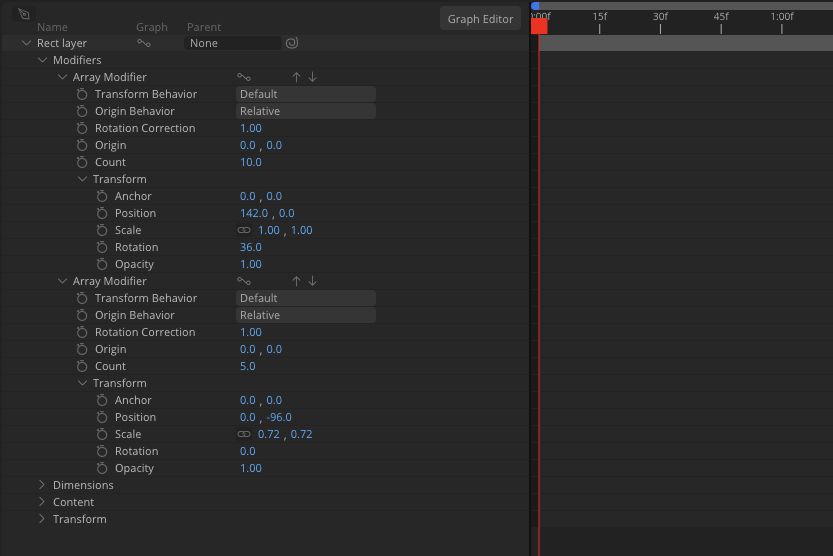 Name Graph Parent Graph Editor
Rect layer None
Modifiers
Array Modifier
Transform Behavior Default
Origin Behavior Relative
Rotation Correction 1.00
Origin 0.0 , 0.0
Count 10.0
Transform
Anchor 0.0 , 0.0
Position 142.0 , 0.0
Scale 1.00 , 1.00
Rotation 36.0
Opacity 1.00
Array Modifier
Transform Behavior Default
Origin Behavior Relative
Rotation Correction 1.00
Origin 0.0 , 0.0
Count 5.0
Transform
Anchor 0.0 , 0.0
Position 0.0 , -96.0
Scale 0.72 , 0.72
Rotation 0.0
Opacity 1.00
Dimensions
Content
Transform
:00f 15f 30f 45f 1:00f